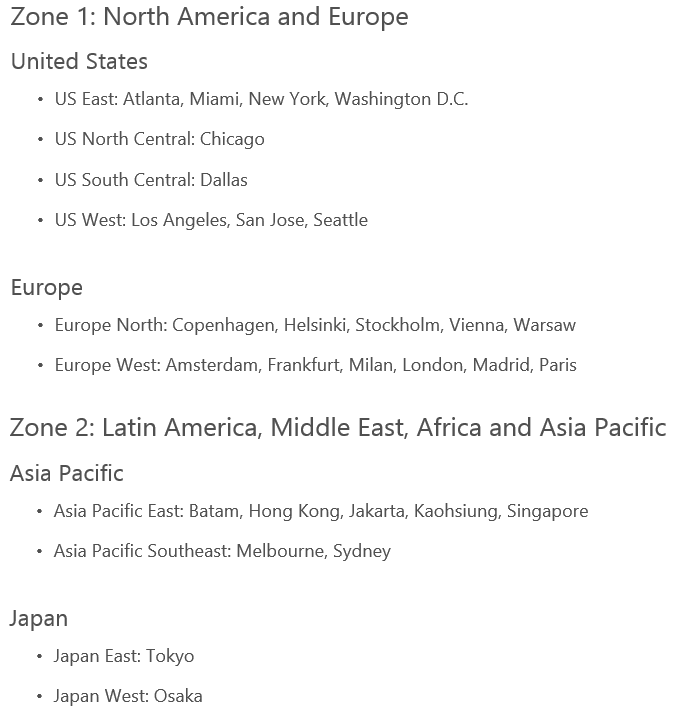 Zone 1: North America and Europe
United States
• US East: Atlanta, Miami, New York, Washington D.C.
• US North Central: Chicago
• US South Central: Dallas
• US West: Los Angeles, San Jose, Seattle
Europe
• Europe North: Copenhagen, Helsinki, Stockholm, Vienna, Warsaw
• Europe West: Amsterdam, Frankfurt, Milan, London, Madrid, Paris
Zone 2: Latin America, Middle East, Africa and Asia Pacific
Asia Pacific
• Asia Pacific East: Batam, Hong Kong, Jakarta, Kaohsiung, Singapore
• Asia Pacific Southeast: Melbourne, Sydney
Japan
• Japan East: Tokyo
• Japan West: Osaka